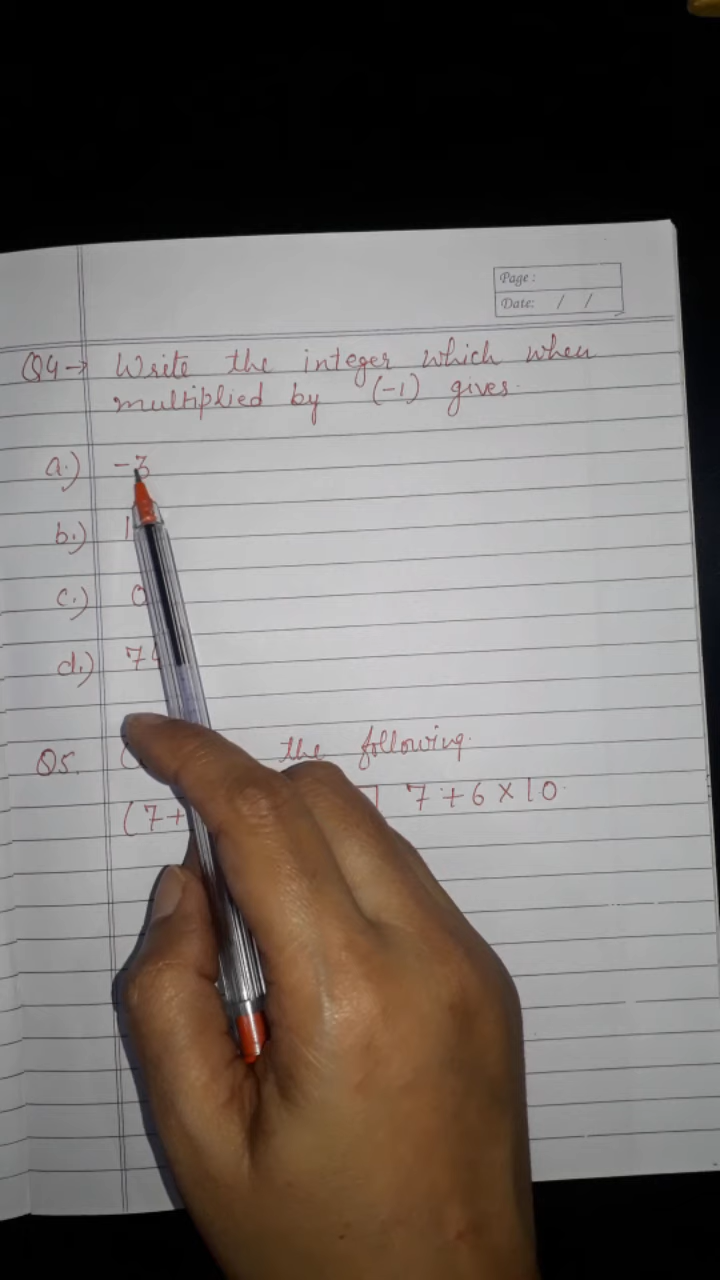 Page :
Date: / /
Q4→ Write the integer which when
multiplied by (-1) gives.
a.) -3
b.) 1
c.) 0
d.) 7
Q5. the following.
(7+ 7+6×10.